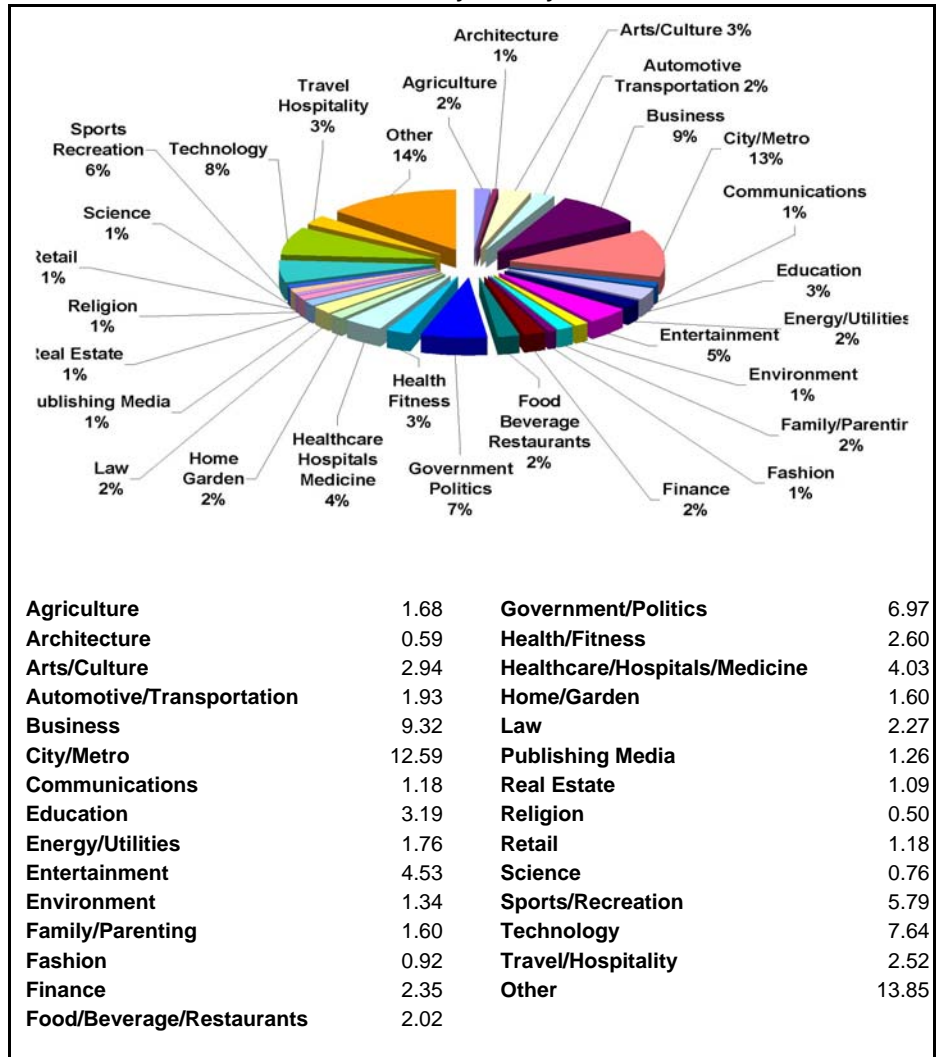 Architecture
1%
Arts/Culture 3%
Automotive
Transportation 2%
Agriculture
2%
Travel
Hospitality
3%
Business
9%
Other
14%
City/Metro
13%
Sports
Recreation
6%
Technology
8%
Communications
1%
Science
1%
Retail
1%
Education
3%
Religion
1%
Energy/Utilities
2%
Entertainment
5%
Real Estate
1%
Environment
1%
Publishing Media
1%
Health
Fitness
3%
Food
Beverage
Restaurants
2%
Family/Parentin
2%
Law
2%
Home
Garden
2%
Healthcare
Hospitals
Medicine
4%
Government
Politics
7%
Finance
2%
Fashion
1%
Agriculture 1.68
Architecture 0.59
Arts/Culture 2.94
Automotive/Transportation 1.93
Business 9.32
City/Metro 12.59
Communications 1.18
Education 3.19
Energy/Utilities 1.76
Entertainment 4.53
Environment 1.34
Family/Parenting 1.60
Fashion 0.92
Finance 2.35
Food/Beverage/Restaurants 2.02
Government/Politics 6.97
Health/Fitness 2.60
Healthcare/Hospitals/Medicine 4.03
Home/Garden 1.60
Law 2.27
Publishing Media 1.26
Real Estate 1.09
Religion 0.50
Retail 1.18
Science 0.76
Sports/Recreation 5.79
Technology 7.64
Travel/Hospitality 2.52
Other 13.85